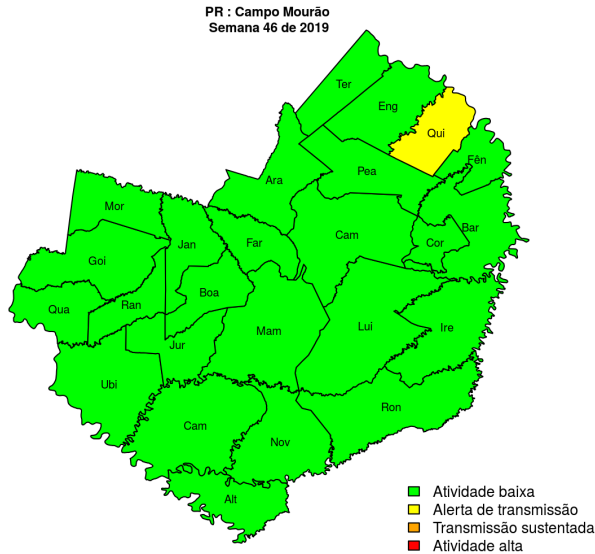 PR : Campo Mourão
Semana 46 de 2019
Ter
Eng
Qui
Fên
Pea
Ara
Mor
Bar
Cam
Jan
Far
Cor
Goi
Boa
Ran
Qua
Lui
Ire
Mam
Jur
Ubi
Ron
Cam
Nov
Alt
Atividade baixa
Alerta de transmissão
Transmissão sustentada
Atividade alta